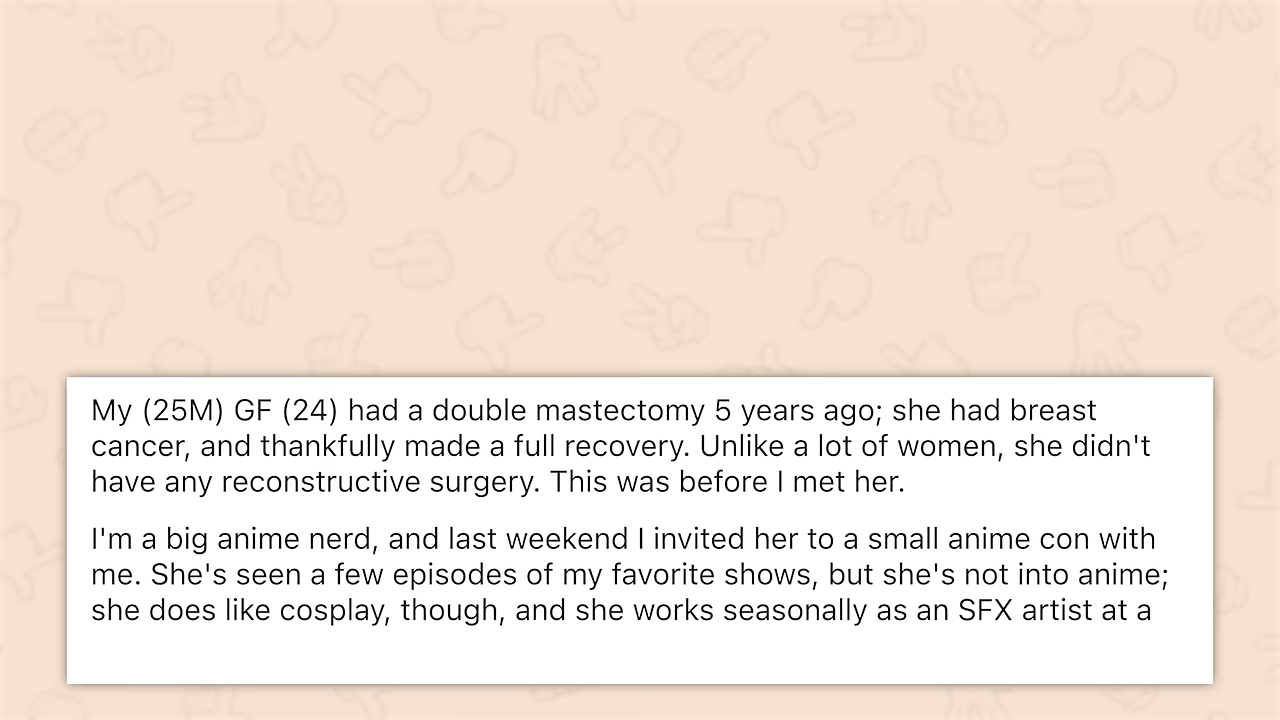 My (25M) GF (24) had a double mastectomy 5 years ago; she had breast
cancer, and thankfully made a full recovery. Unlike a lot of women, she didn't
have any reconstructive surgery. This was before I met her.
I'm a big anime nerd, and last weekend I invited her to a small anime con with
me. She's seen a few episodes of my favorite shows, but she's not into anime;
she does like cosplay, though, and she works seasonally as an SFX artist at a